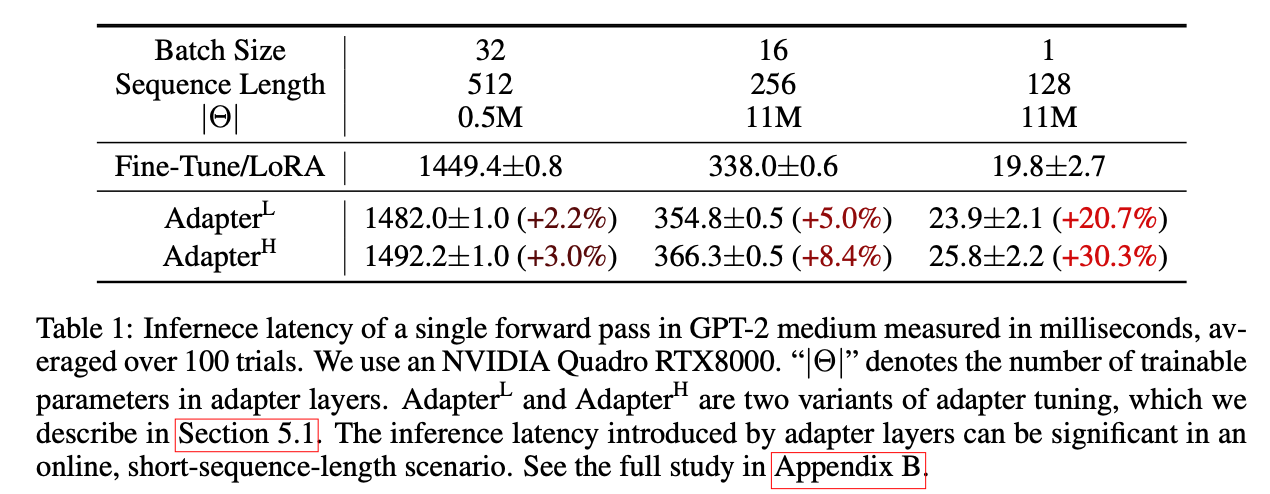 Batch Size 32 16 1
Sequence Length 512 256 128
|Θ| 0.5M 11M 11M
Fine-Tune/LoRA 1449.4±0.8 338.0±0.6 19.8±2.7
Adapter^L 1482.0±1.0 (+2.2%) 354.8±0.5 (+5.0%) 23.9±2.1 (+20.7%)
Adapter^H 1492.2±1.0 (+3.0%) 366.3±0.5 (+8.4%) 25.8±2.2 (+30.3%)
Table 1: Infernece latency of a single forward pass in GPT-2 medium measured in milliseconds, av-
eraged over 100 trials. We use an NVIDIA Quadro RTX8000. “|Θ|” denotes the number of trainable
parameters in adapter layers. Adapter^L and Adapter^H are two variants of adapter tuning, which we
describe in Section 5.1. The inference latency introduced by adapter layers can be significant in an
online, short-sequence-length scenario. See the full study in Appendix B.